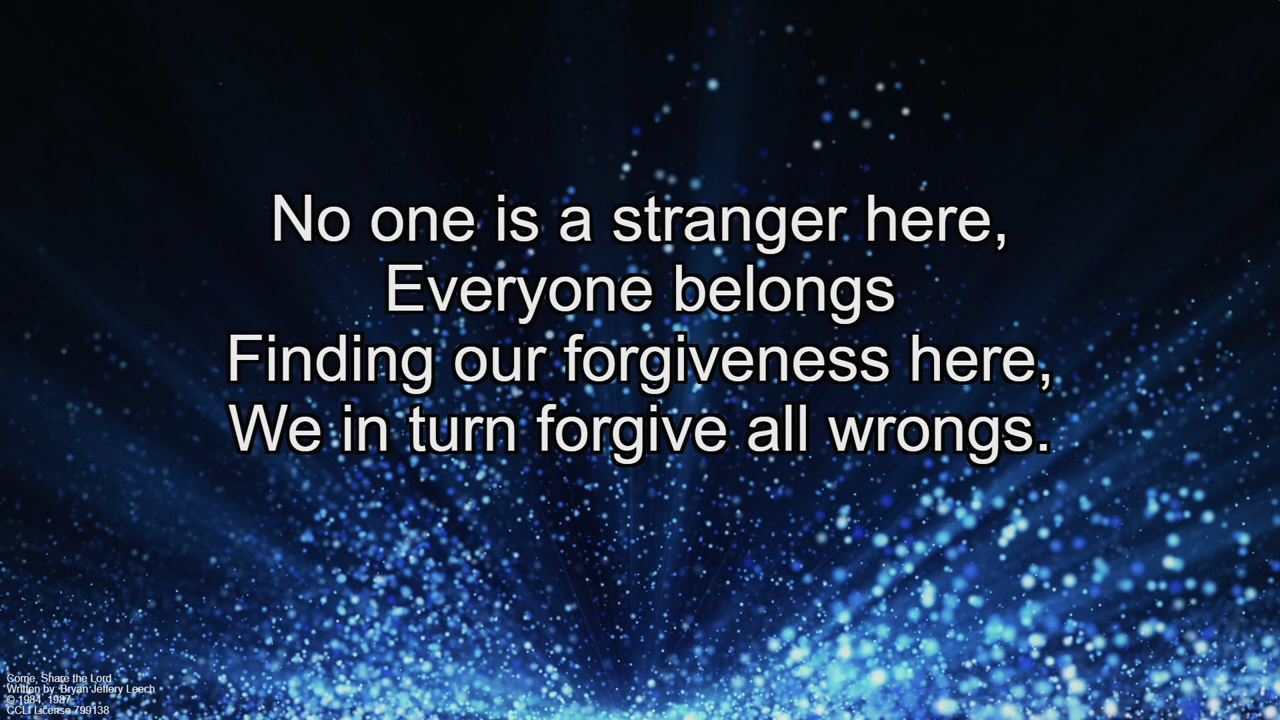 No one is a stranger here,
Everyone belongs
Finding our forgiveness here,
We in turn forgive all wrongs.
Come, Share the Lord
Written by  Bryan Jeffery Leech
© 1984, 1987
CCLI License 799138